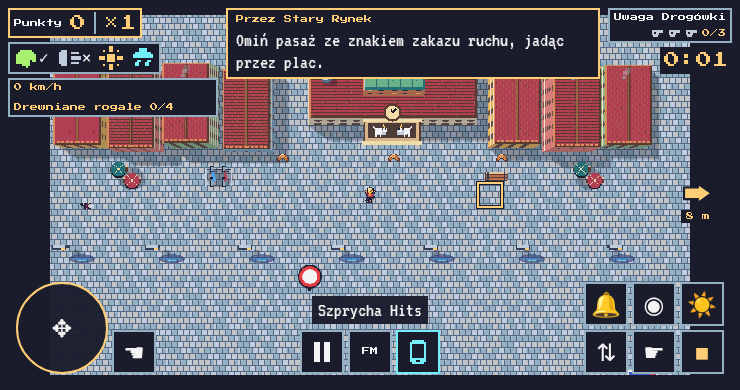 Punkty 0 x1
Przez Stary Rynek
Omiń pasaż ze znakiem zakazu ruchu, jadąc
przez plac.
Uwaga Drogówki
0/3
0:01
0 km/h
Drewniane rogale 0/4
8 m
Szprycha Hits
FM